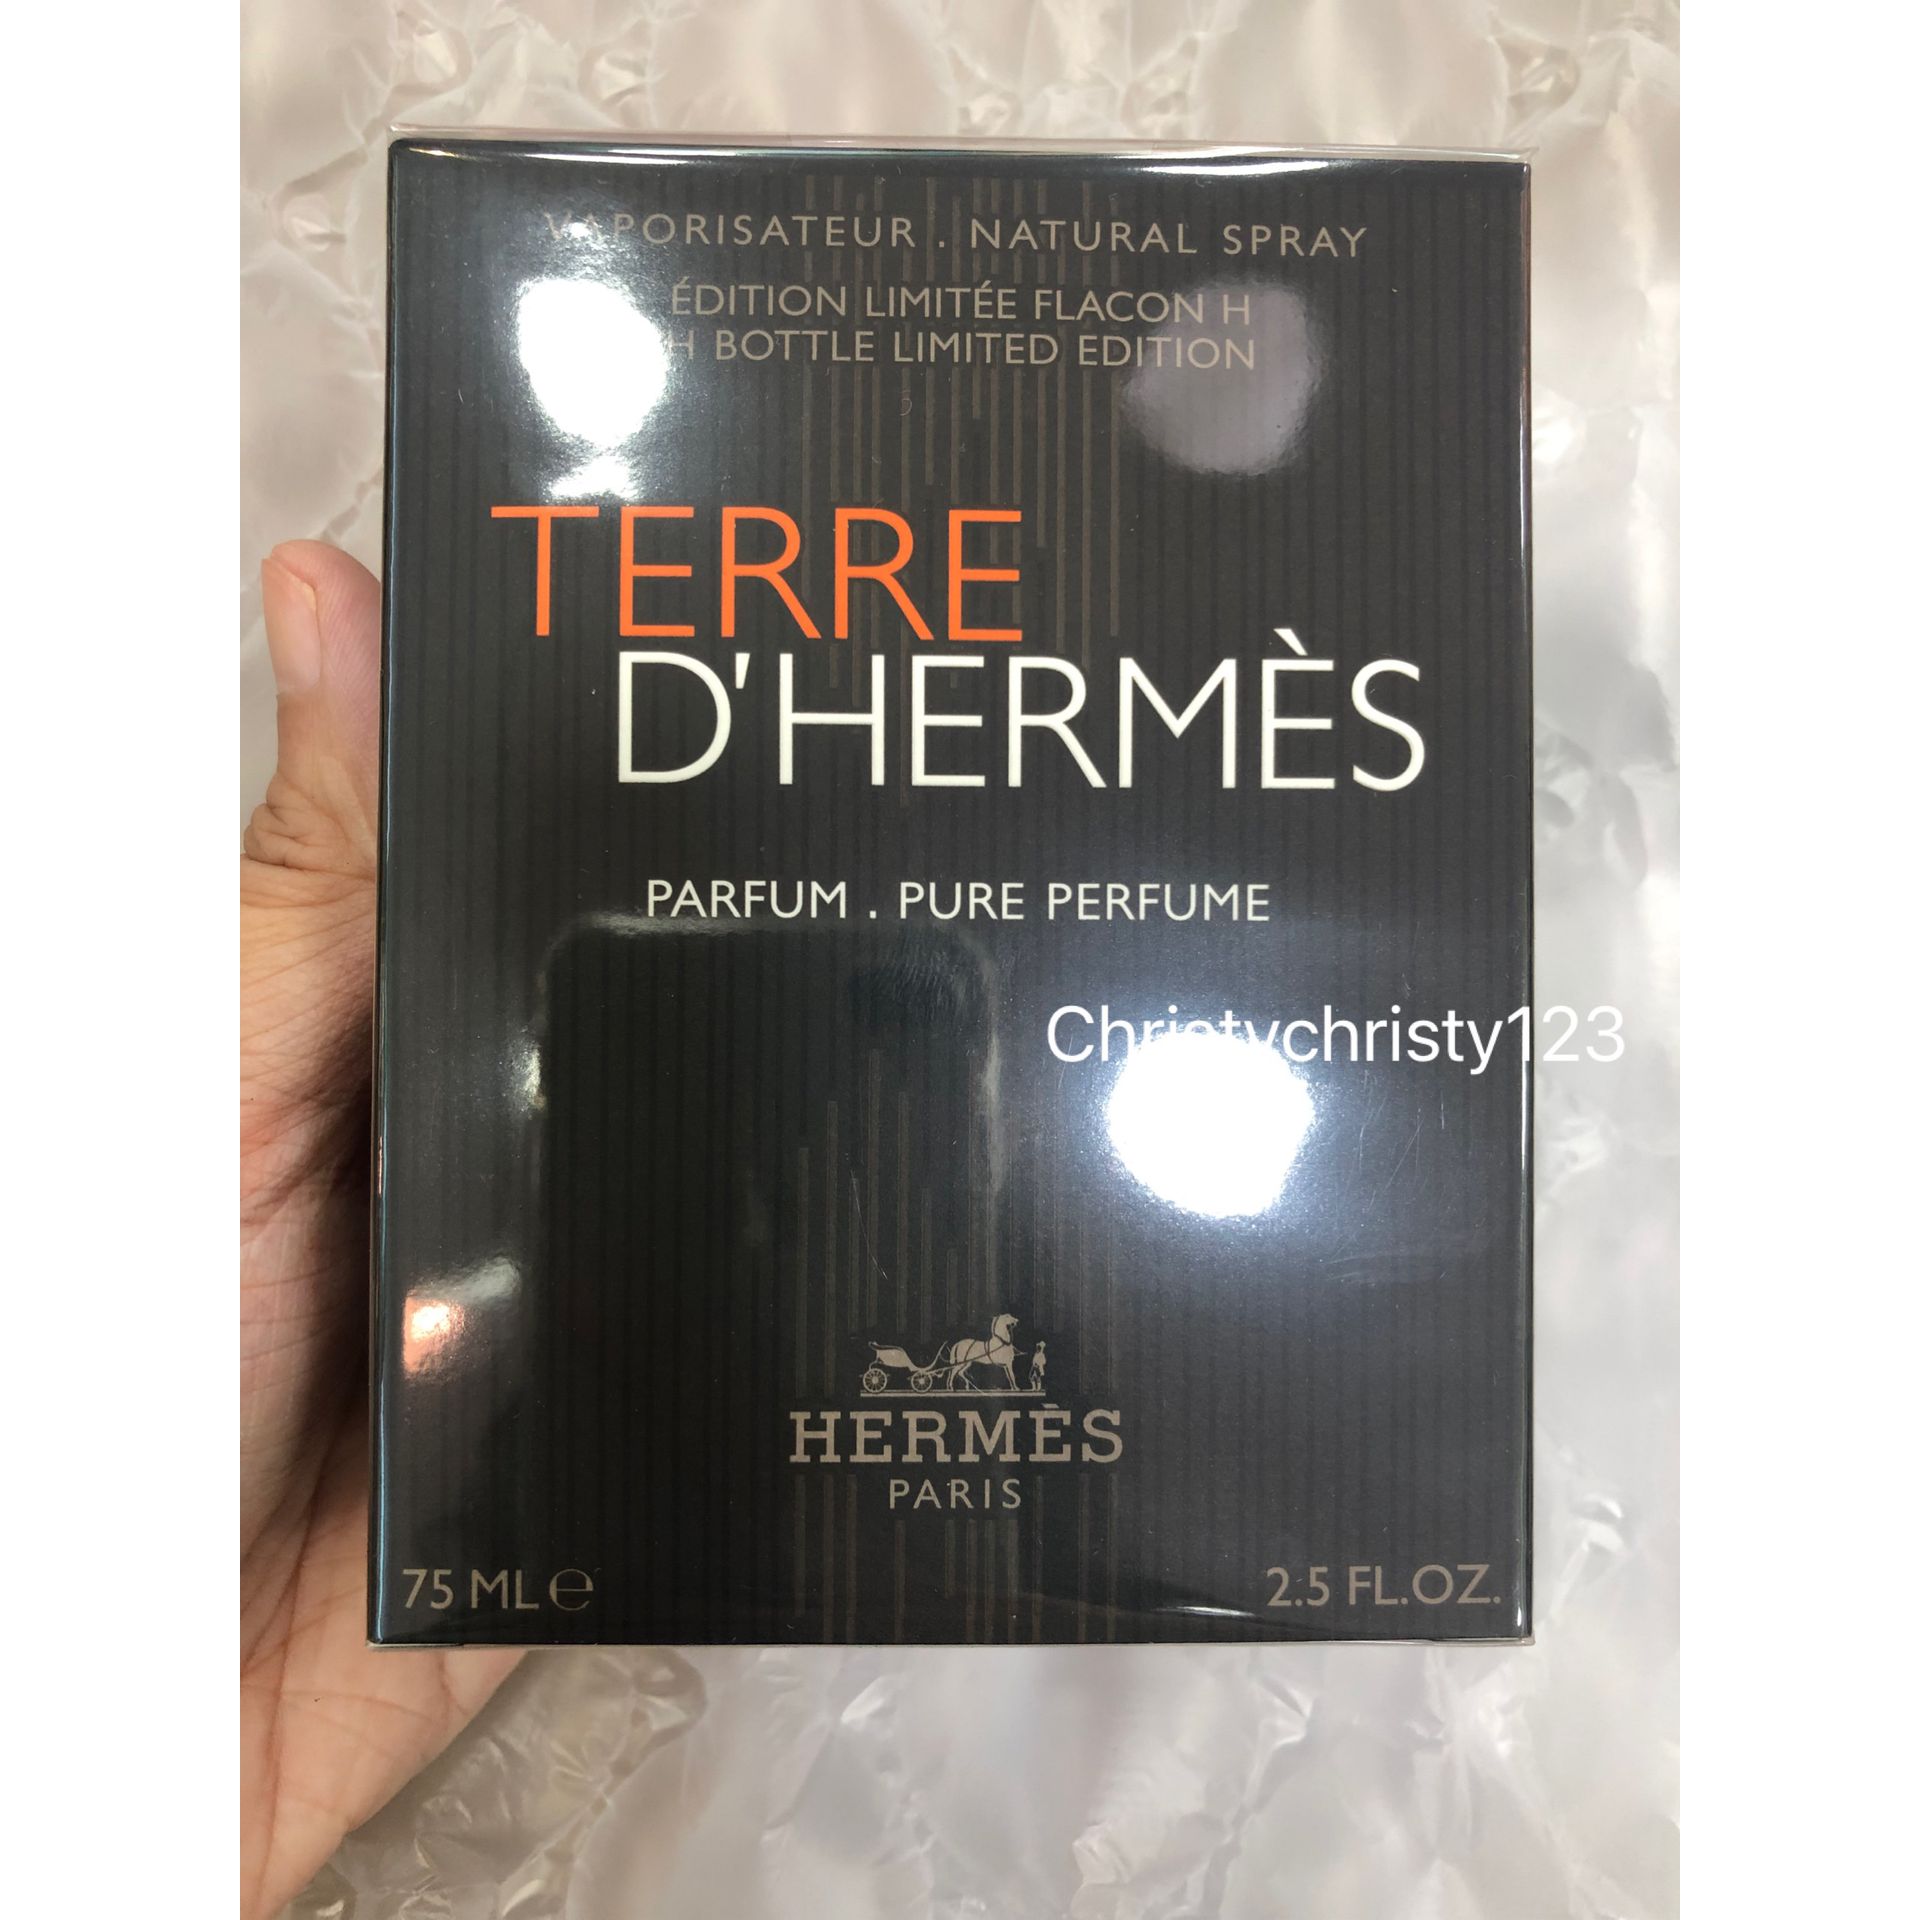 VAPORISATEUR . NATURAL SPRAY
ÉDITION LIMITÉE FLACON H
H BOTTLE LIMITED EDITION
TERRE
D'HERMÈS
PARFUM . PURE PERFUME
Christychristy123
HERMÈS
PARIS
75 ML ℮ 2.5 FL.OZ.